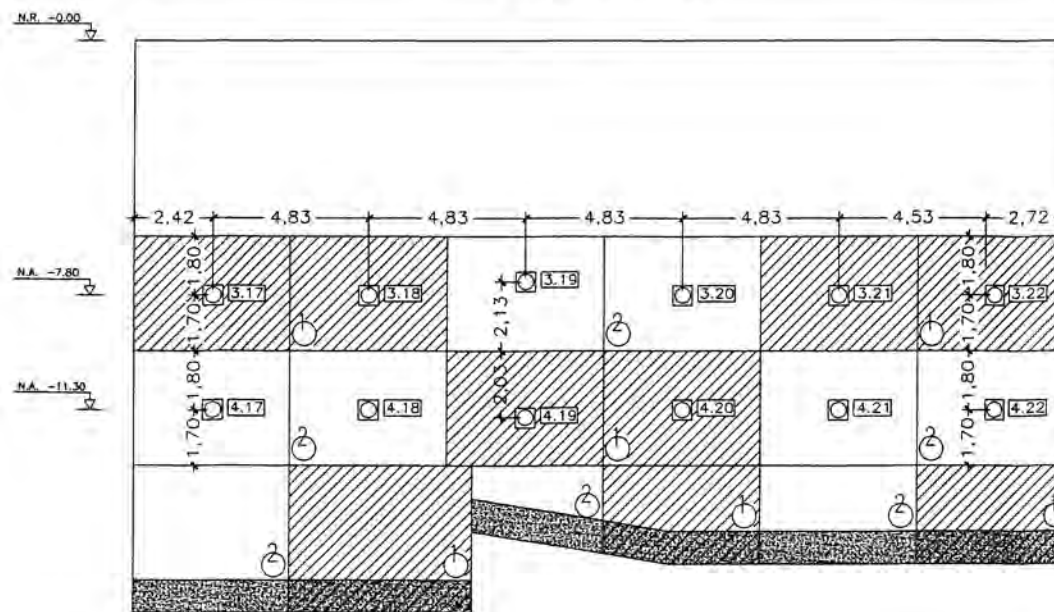 N.R. -0.00
2,42 4,83 4,83 4,83 4,83 4,53 2,72
N.A. -7.80
1,80 1,80
3.17 3.18 3.19 3.20 3.21 3.22
1,70 2,13 1,70
1 2 1
N.A. -11.30
1,80 2,03 1,80
4.17 4.18 4.19 4.20 4.21 4.22
1,70 1,70
2 1 2
2 1 2 1
2 1